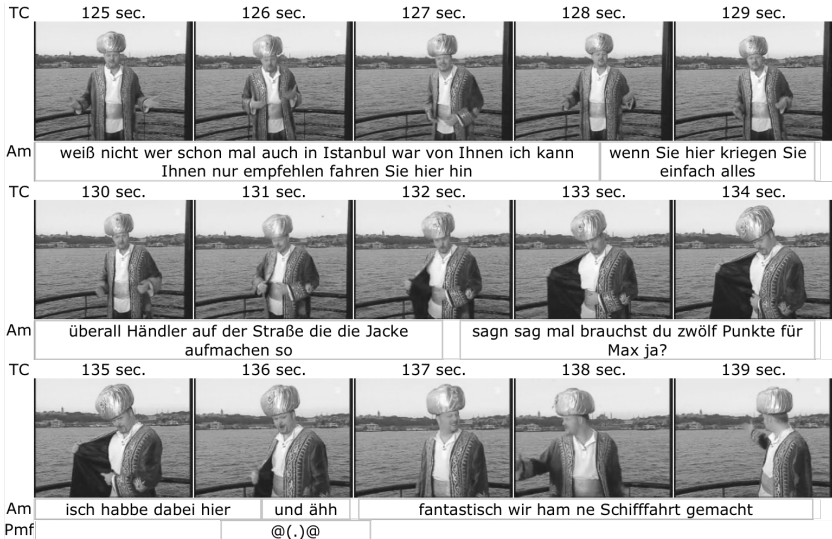 TC 125 sec. 126 sec. 127 sec. 128 sec. 129 sec.
Am weiß nicht wer schon mal auch in Istanbul war von Ihnen ich kann wenn Sie hier kriegen Sie
Ihnen nur empfehlen fahren Sie hier hin einfach alles
TC 130 sec. 131 sec. 132 sec. 133 sec. 134 sec.
Am überall Händler auf der Straße die die Jacke sagn sag mal brauchst du zwölf Punkte für
aufmachen so Max ja?
TC 135 sec. 136 sec. 137 sec. 138 sec. 139 sec.
Am isch habbe dabei hier und ähh fantastisch wir ham ne Schifffahrt gemacht
Pmf @(.)@